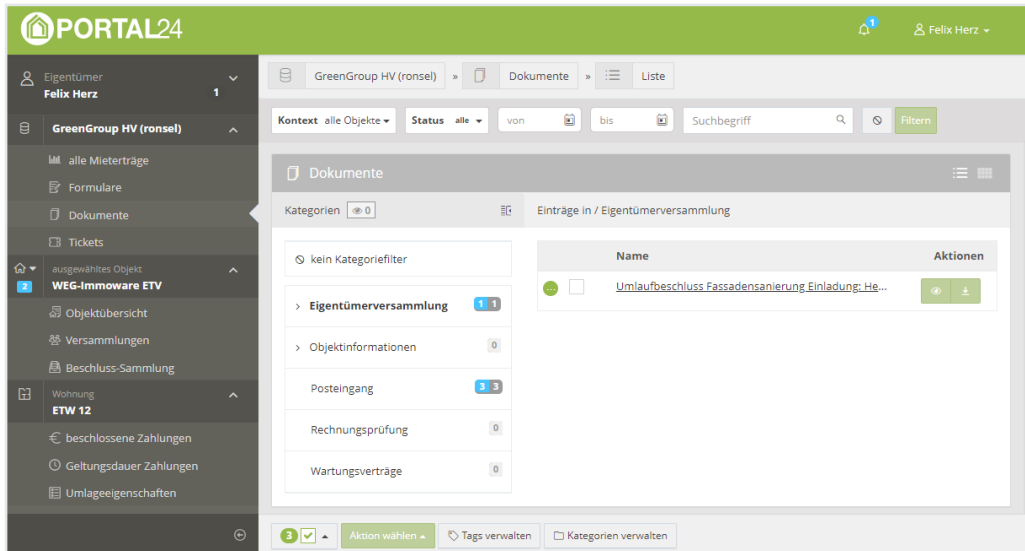 PORTAL24
1
Felix Herz
Eigentümer
Felix Herz
1
GreenGroup HV (ronsel)
alle Mieterträge
Formulare
Dokumente
Tickets
ausgewähltes Objekt
2
WEG-Immoware ETV
Objektübersicht
Versammlungen
Beschluss-Sammlung
Wohnung
ETW 12
beschlossene Zahlungen
Geltungsdauer Zahlungen
Umlageeigenschaften
GreenGroup HV (ronsel) » Dokumente » Liste
Kontext alle Objekte Status alle von bis Suchbegriff Filtern
Dokumente
Kategorien 0
Einträge in / Eigentümerversammlung
kein Kategoriefilter
Eigentümerversammlung 1 1
Objektinformationen 0
Posteingang 3 3
Rechnungsprüfung 0
Wartungsverträge 0
Name Aktionen
Umlaufbeschluss Fassadensanierung Einladung: He...
3 Aktion wählen Tags verwalten Kategorien verwalten